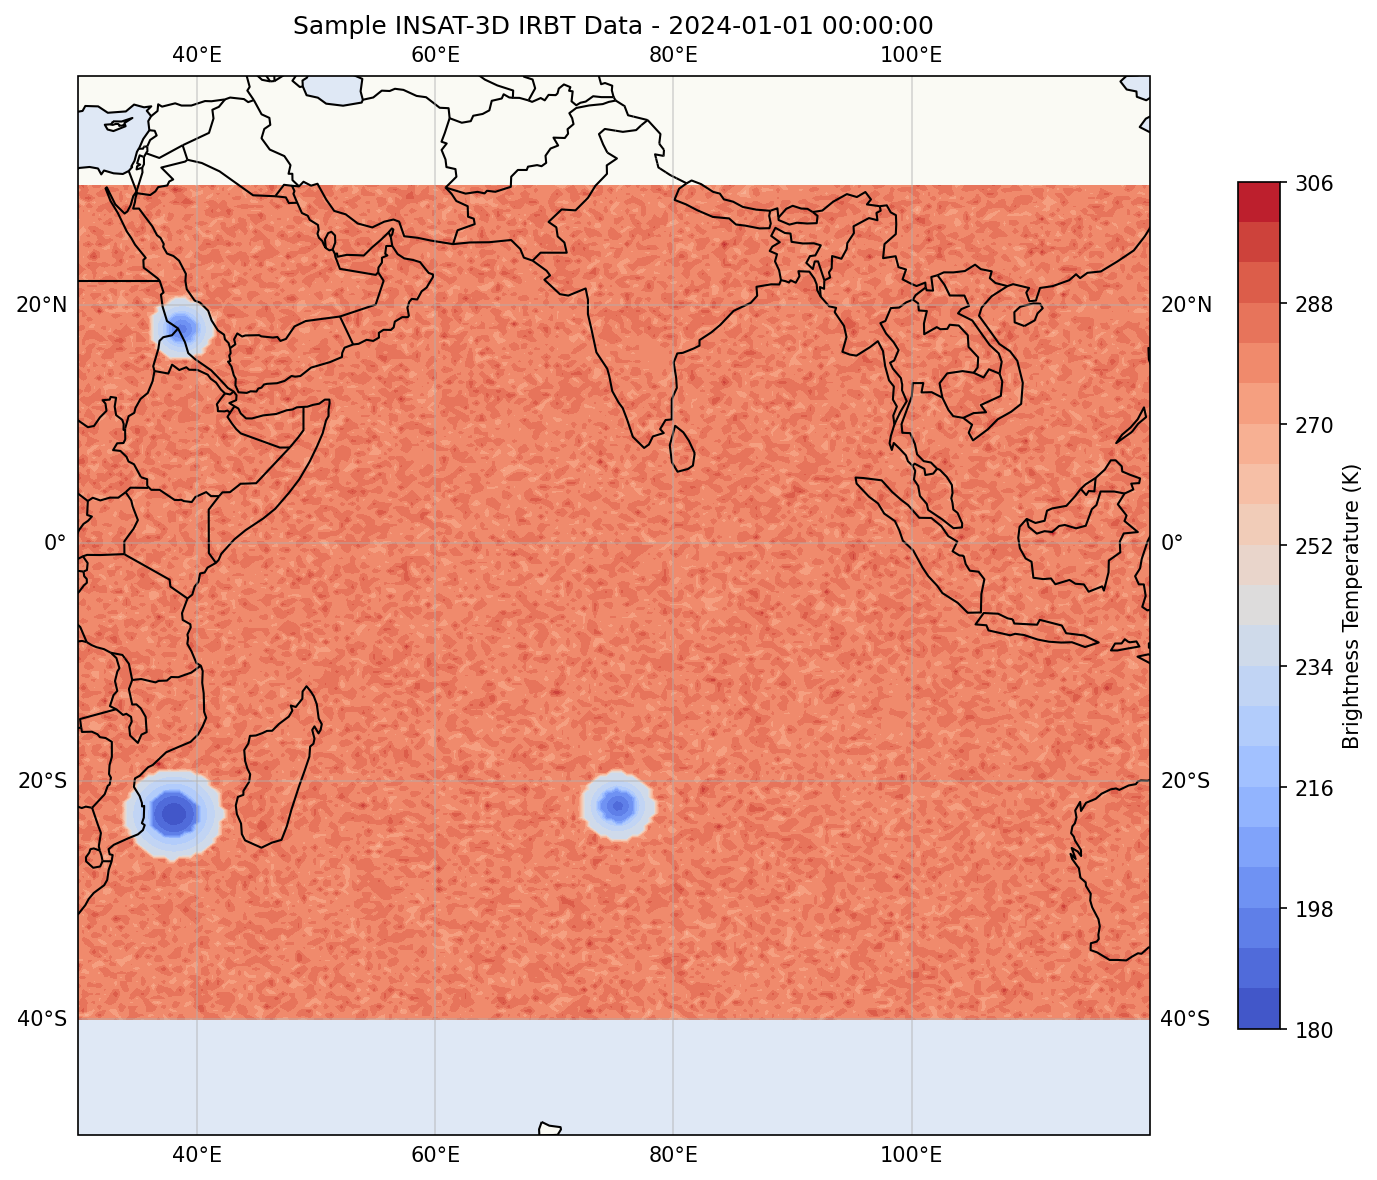 Sample INSAT-3D IRBT Data - 2024-01-01 00:00:00
40°E 60°E 80°E 100°E
20°N 20°N
0° 0°
20°S 20°S
40°S 40°S
40°E 60°E 80°E 100°E
306
288
270
252
234
216
198
180
Brightness Temperature (K)